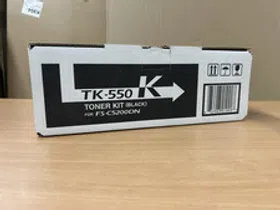 TK-550 K
TONER KIT (BLACK)
FOR FS-C5200DN